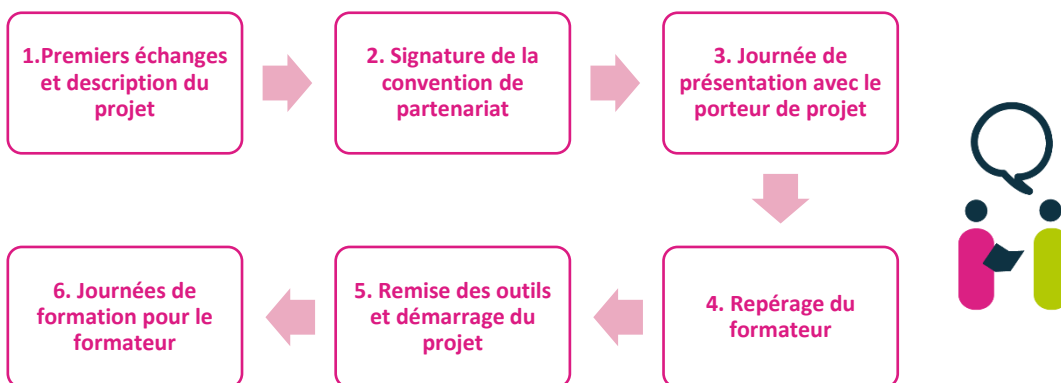 1.Premiers échanges
et description du
projet
2. Signature de la
convention de
partenariat
3. Journée de
présentation avec le
porteur de projet
4. Repérage du
formateur
5. Remise des outils
et démarrage du
projet
6. Journées de
formation pour le
formateur